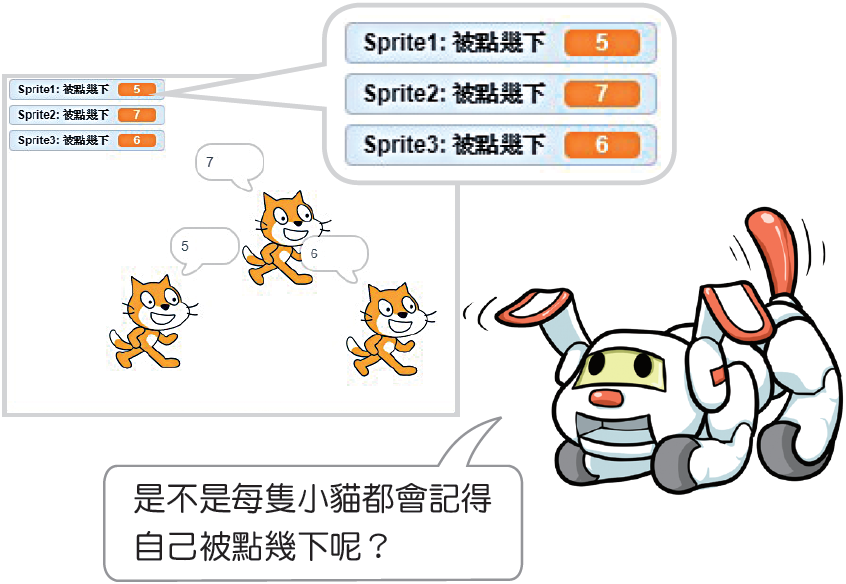 Sprite1: 被點幾下 5
Sprite2: 被點幾下 7
Sprite3: 被點幾下 6
Sprite1: 被點幾下 5
Sprite2: 被點幾下 7
Sprite3: 被點幾下 6
7
5
6
是不是每隻小貓都會記得
自己被點幾下呢？